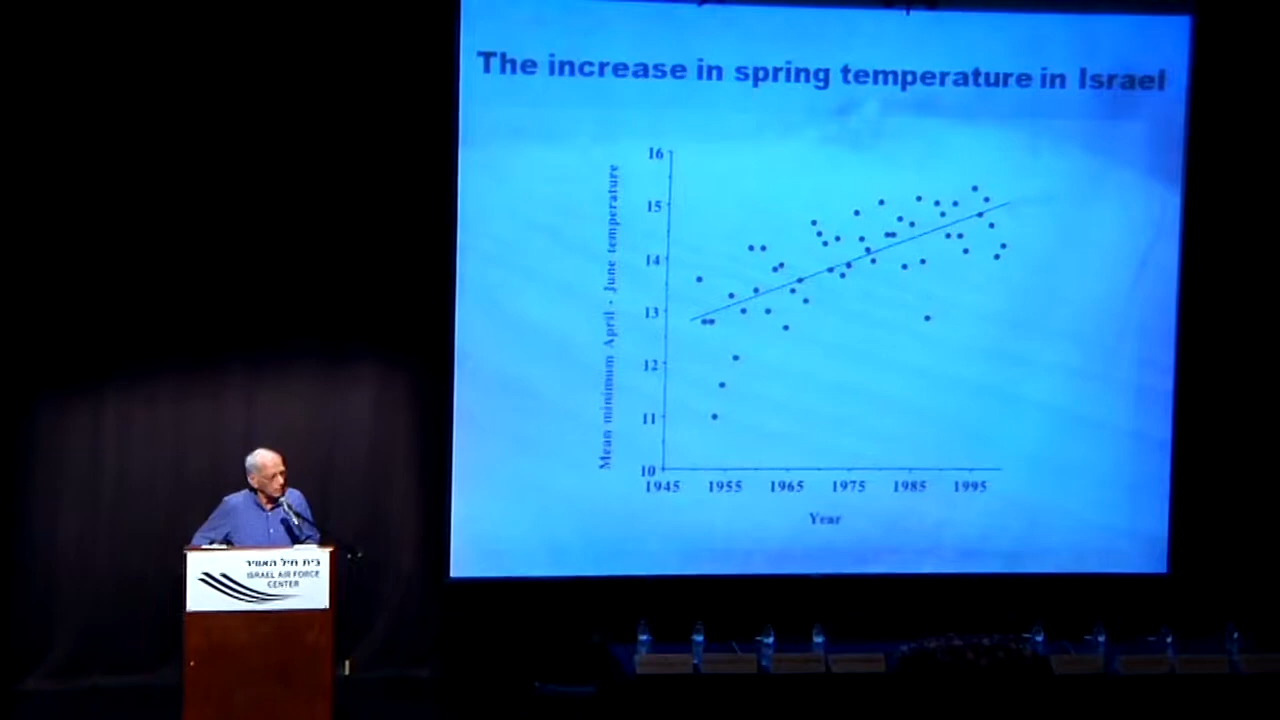 The increase in spring temperature in Israel
Mean minimum April - June temperature
16
15
14
13
12
11
10
1945 1955 1965 1975 1985 1995
Year
בית חיל האוויר
ISRAEL AIR FORCE
CENTER